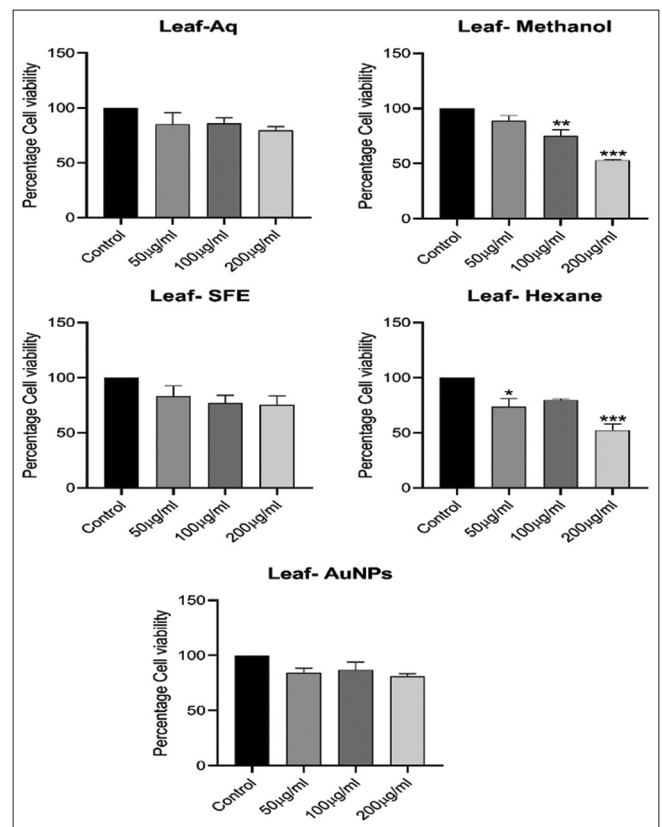 Leaf-Aq
Percentage Cell viability
150
100
50
0
Control
50μg/ml
100μg/ml
200μg/ml
Leaf- Methanol
Percentage Cell viability
150
100
50
0
**
***
Control
50μg/ml
100μg/ml
200μg/ml
Leaf- SFE
Percentage Cell viability
150
100
50
0
Control
50μg/ml
100μg/ml
200μg/ml
Leaf- Hexane
Percentage Cell viability
150
100
50
0
*
***
Control
50μg/ml
100μg/ml
200μg/ml
Leaf- AuNPs
Percentage Cell viability
150
100
50
0
Control
50μg/ml
100μg/ml
200μg/ml